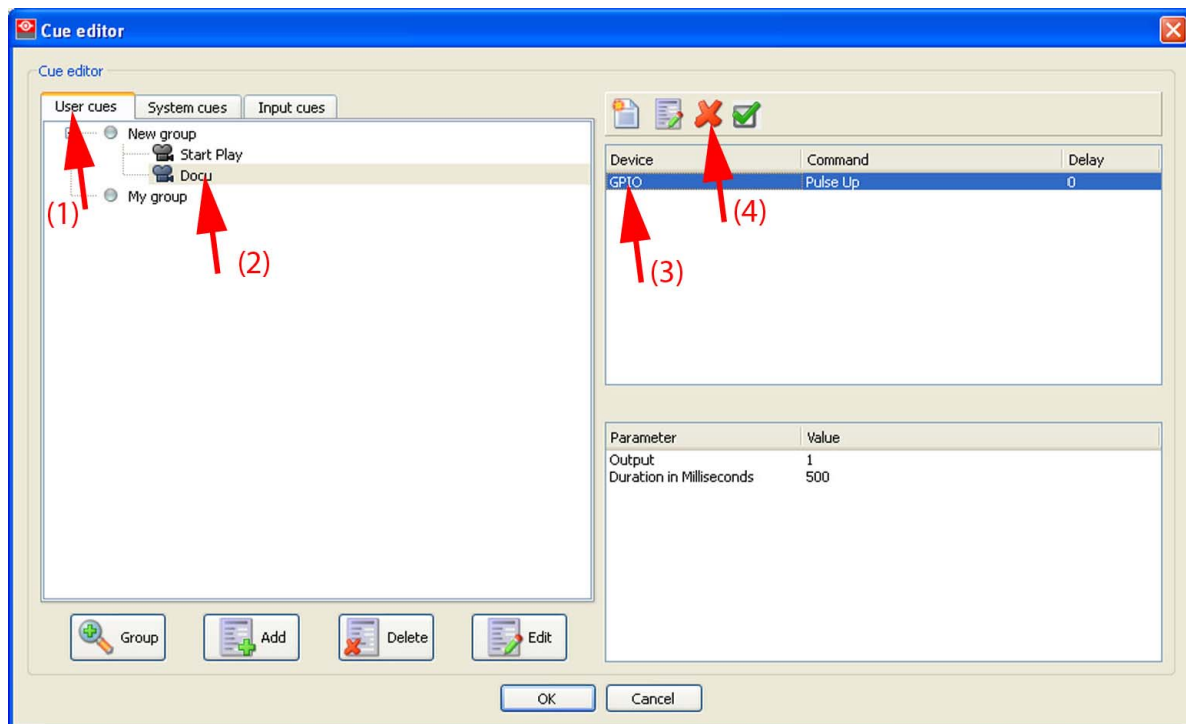 Cue editor
Cue editor
User cues System cues Input cues
New group
Start Play
Docu
My group
(1)
(2)
Device Command Delay
GPIO Pulse Up 0
(4)
(3)
Parameter Value
Output 1
Duration in Milliseconds 500
Group Add Delete Edit
OK Cancel